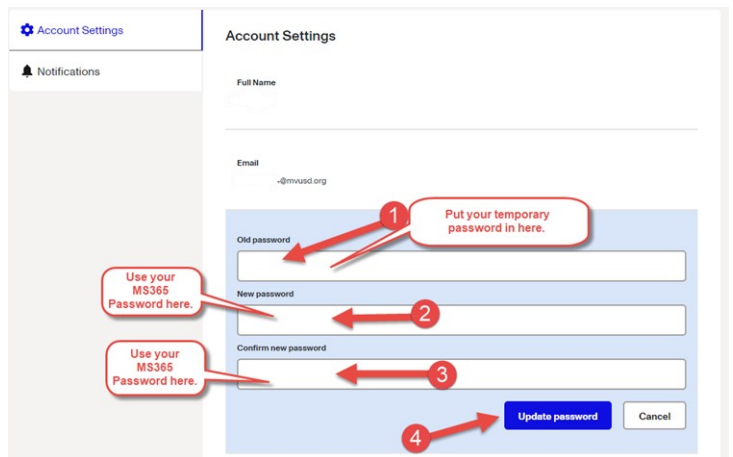 Account Settings
Notifications
Account Settings
Full Name
Email
-@mvusd.org
1
Put your temporary
password in here.
Old password
Use your
MS365
Password here.
New password
2
Confirm new password
Use your
MS365
Password here.
3
Update password
Cancel
4